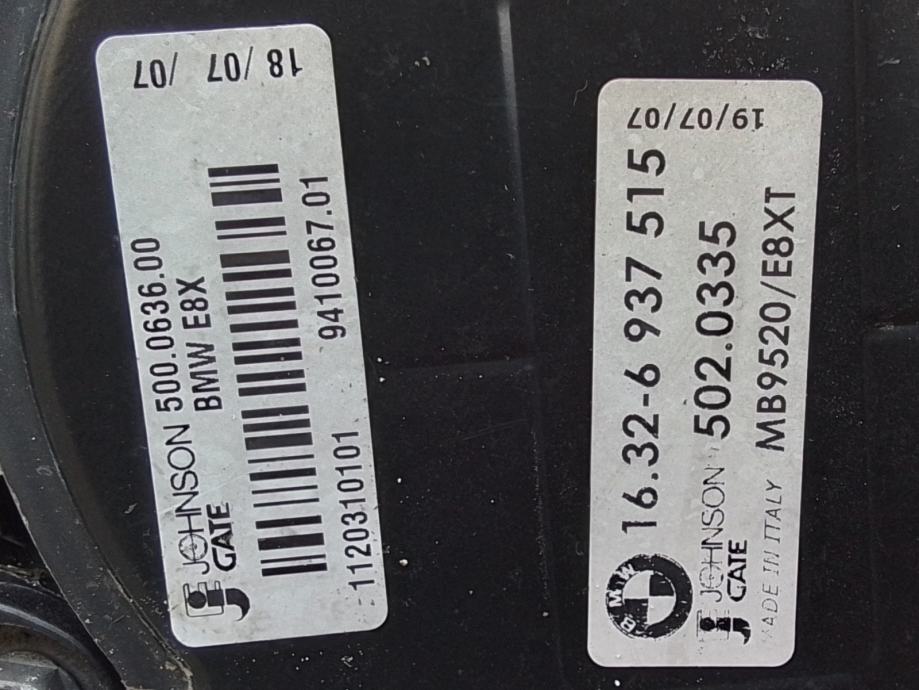 18 / 07 / 07
JOHNSON 500.0636.00
GATE BMW E8X
1120310101 9410067.01
19/07/07
BMW 16.32-6 937 515
JOHNSON 502.0335
GATE
MADE IN ITALY MB9520/E8XT